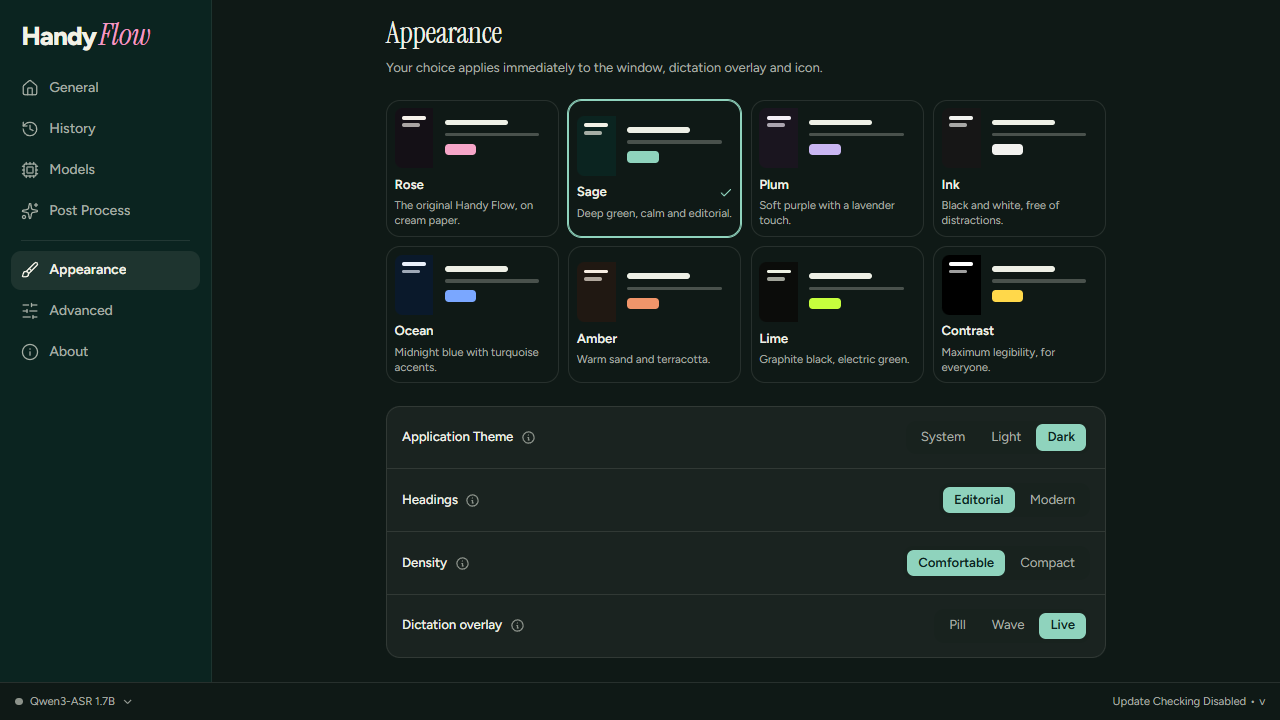 Handy Flow
General
History
Models
Post Process
Appearance
Advanced
About
Appearance
Your choice applies immediately to the window, dictation overlay and icon.
Rose
The original Handy Flow, on
cream paper.
Sage
Deep green, calm and editorial.
Plum
Soft purple with a lavender
touch.
Ink
Black and white, free of
distractions.
Ocean
Midnight blue with turquoise
accents.
Amber
Warm sand and terracotta.
Lime
Graphite black, electric green.
Contrast
Maximum legibility, for
everyone.
Application Theme
System Light Dark
Headings
Editorial Modern
Density
Comfortable Compact
Dictation overlay
Pill Wave Live
Qwen3-ASR 1.7B
Update Checking Disabled • v